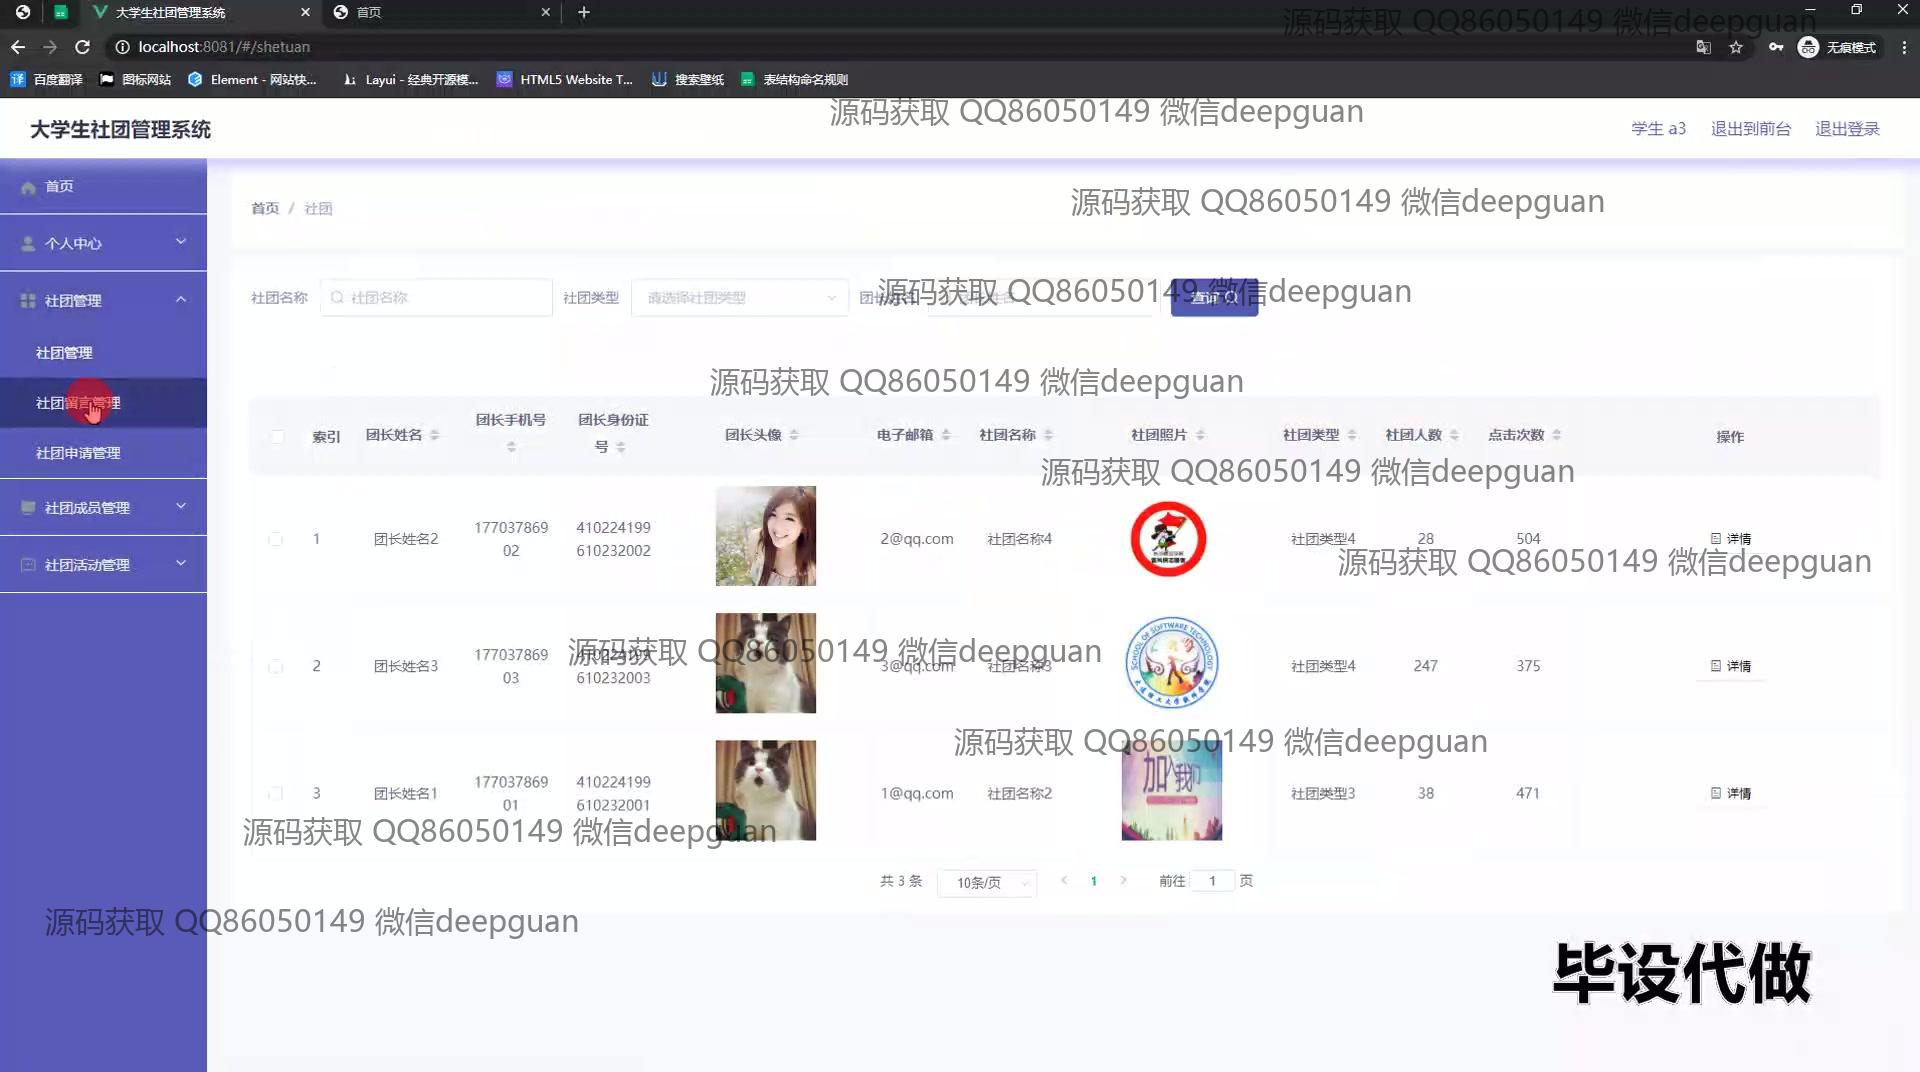 大学生社团管理系统
首页
源码获取 QQ86050149 微信deepguan
localhost:8081/#/shetuan
无痕模式
百度翻译
图标网站
Element - 网站快...
Layui - 经典开源模...
HTML5 Website T...
搜索壁纸
表结构命名规则
源码获取 QQ86050149 微信deepguan
大学生社团管理系统
学生 a3
退出到前台
退出登录
首页
个人中心
社团管理
社团管理
社团留言管理
社团申请管理
社团成员管理
社团活动管理
首页 / 社团
源码获取 QQ86050149 微信deepguan
社团名称
社团名称
社团类型
请选择社团类型
源码获取 QQ86050149 微信deepguan
查询
源码获取 QQ86050149 微信deepguan
索引
团长姓名
团长手机号
团长身份证号
团长头像
电子邮箱
社团名称
社团照片
社团类型
社团人数
点击次数
操作
源码获取 QQ86050149 微信deepguan
1
团长姓名2
17703786902
410224199610232002
2@qq.com
社团名称4
社团类型4
28
504
详情
源码获取 QQ86050149 微信deepguan
2
团长姓名3
17703786903
410224199610232003
3@qq.com
社团名称3
SCHOOL OF SOFTWARE TECHNOLOGY
社团类型4
247
375
详情
源码获取 QQ86050149 微信deepguan
源码获取 QQ86050149 微信deepguan
3
团长姓名1
17703786901
410224199610232001
1@qq.com
社团名称2
加入我们
社团类型3
38
471
详情
源码获取 QQ86050149 微信deepguan
共 3 条
10条/页
1
前往 1 页
源码获取 QQ86050149 微信deepguan
毕设代做